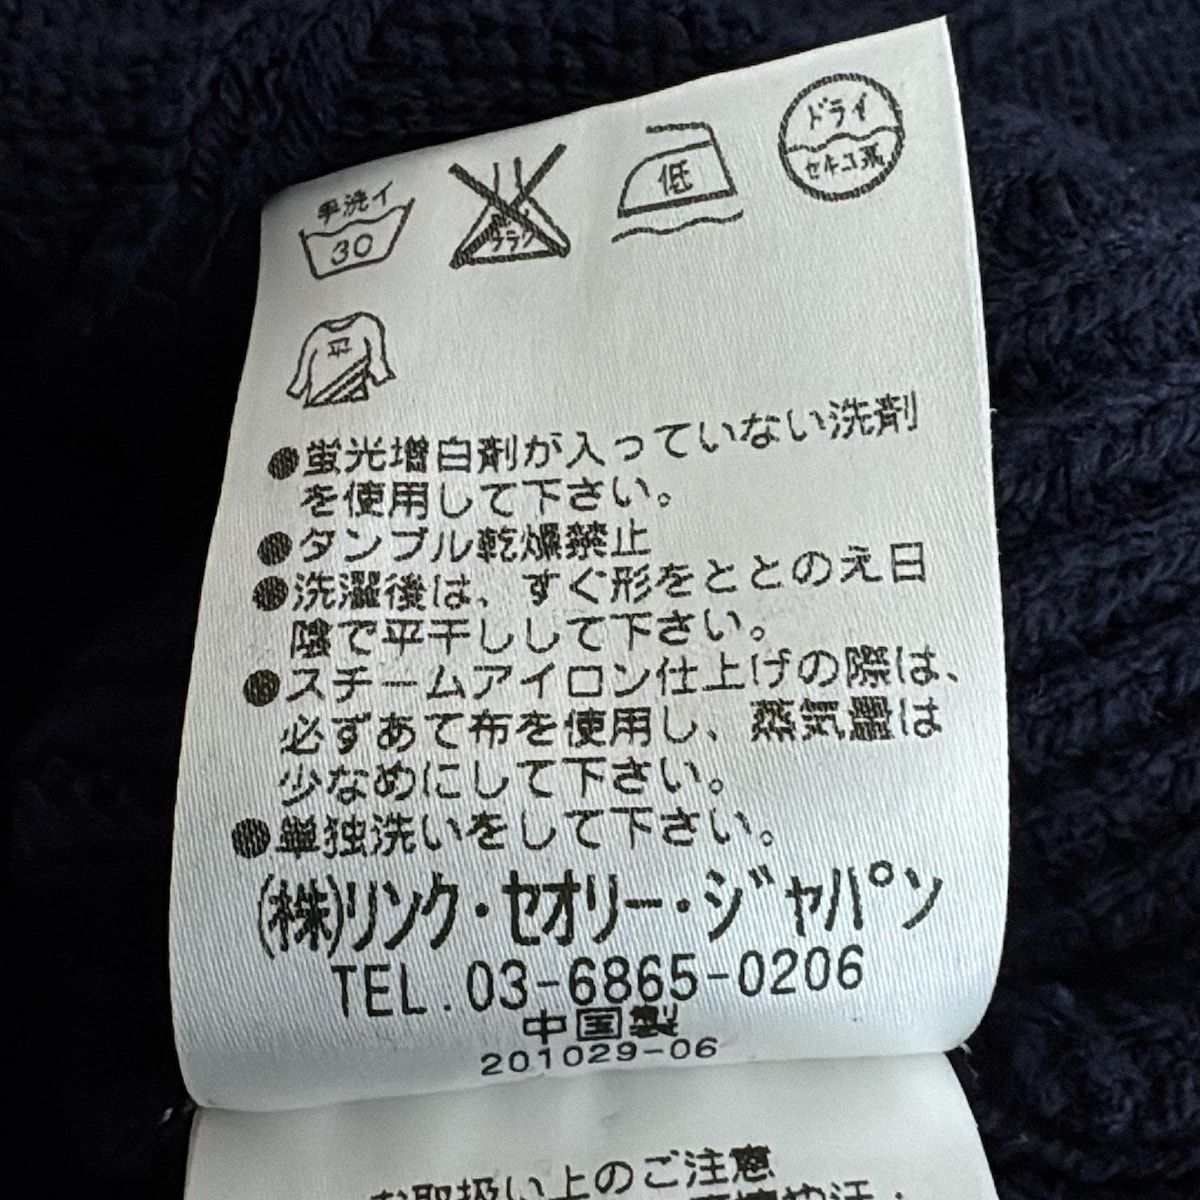 手洗イ
30
低
ドライ
セキユ系
平
●蛍光増白剤が入っていない洗剤
を使用して下さい。
●タンブル乾燥禁止
●洗濯後は、すぐ形をととのえ日
陰で平干しして下さい。
●スチームアイロン仕上げの際は、
必ずあて布を使用し、蒸気量は
少なめにして下さい。
●単独洗いをして下さい。
(株)リンク・セオリー・ジャパン
TEL.03-6865-0206
中国製
201029-06
お取扱い上のご注意